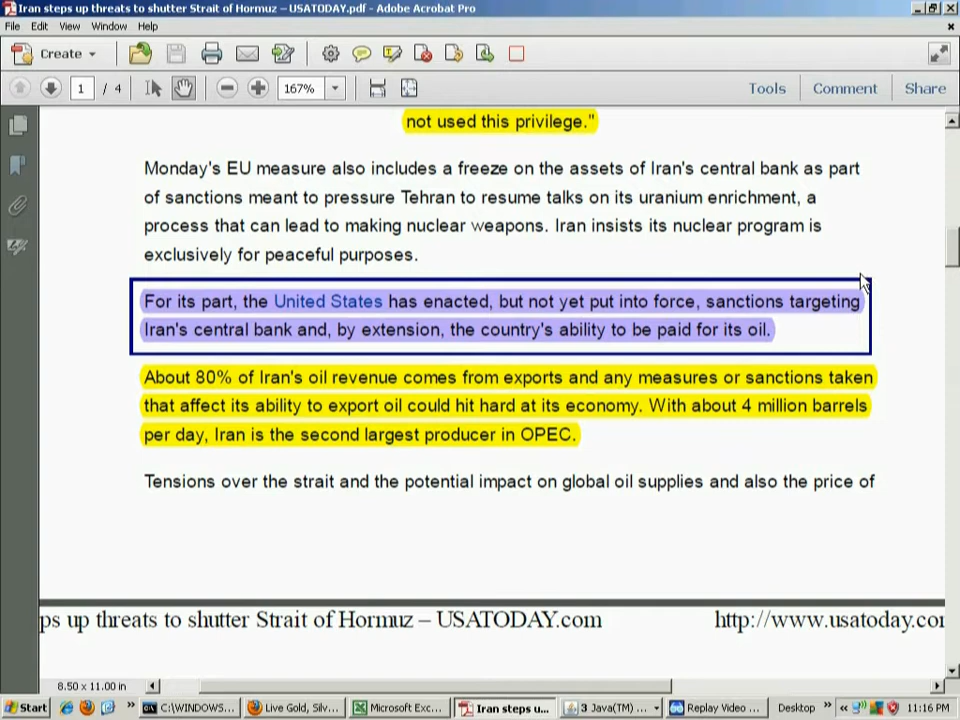 Iran steps up threats to shutter Strait of Hormuz – USATODAY.pdf - Adobe Acrobat Pro
File Edit View Window Help
Create
1 / 4 167% Tools Comment Share
not used this privilege."
Monday's EU measure also includes a freeze on the assets of Iran's central bank as part
of sanctions meant to pressure Tehran to resume talks on its uranium enrichment, a
process that can lead to making nuclear weapons. Iran insists its nuclear program is
exclusively for peaceful purposes.
For its part, the United States has enacted, but not yet put into force, sanctions targeting
Iran's central bank and, by extension, the country's ability to be paid for its oil.
About 80% of Iran's oil revenue comes from exports and any measures or sanctions taken
that affect its ability to export oil could hit hard at its economy. With about 4 million barrels
per day, Iran is the second largest producer in OPEC.
Tensions over the strait and the potential impact on global oil supplies and also the price of
ps up threats to shutter Strait of Hormuz – USATODAY.com http://www.usatoday.com
8.50 x 11.00 in
Start » C:\WINDOWS... Live Gold, Silv... Microsoft Exc... Iran steps u... 3 Java(TM) ... Replay Video ... Desktop » « 11:16 PM